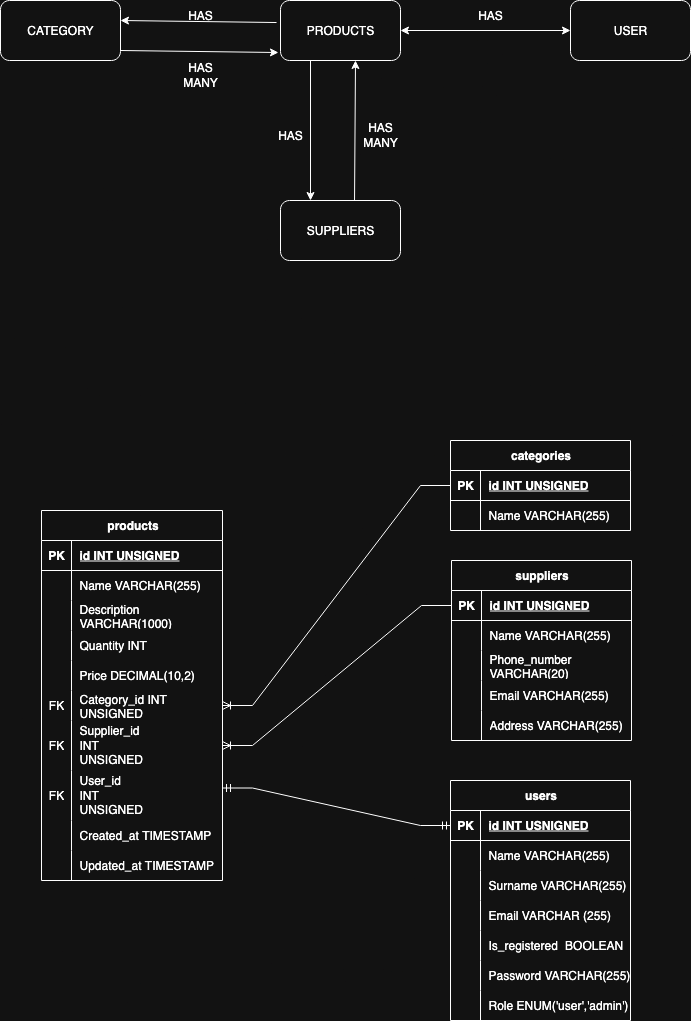 CATEGORY
HAS
PRODUCTS
HAS
USER
HAS
MANY
HAS
HAS
MANY
SUPPLIERS
categories
PK id INT UNSIGNED
Name VARCHAR(255)
products
PK id INT UNSIGNED
Name VARCHAR(255)
Description
VARCHAR(1000)
Quantity INT
Price DECIMAL(10,2)
FK Category_id INT
UNSIGNED
Supplier_id
FK INT
UNSIGNED
User_id
FK INT
UNSIGNED
Created_at TIMESTAMP
Updated_at TIMESTAMP
suppliers
PK id INT UNSIGNED
Name VARCHAR(255)
Phone_number
VARCHAR(20)
Email VARCHAR(255)
Address VARCHAR(255)
users
PK id INT USNIGNED
Name VARCHAR(255)
Surname VARCHAR(255)
Email VARCHAR (255)
Is_registered BOOLEAN
Password VARCHAR(255)
Role ENUM('user','admin')